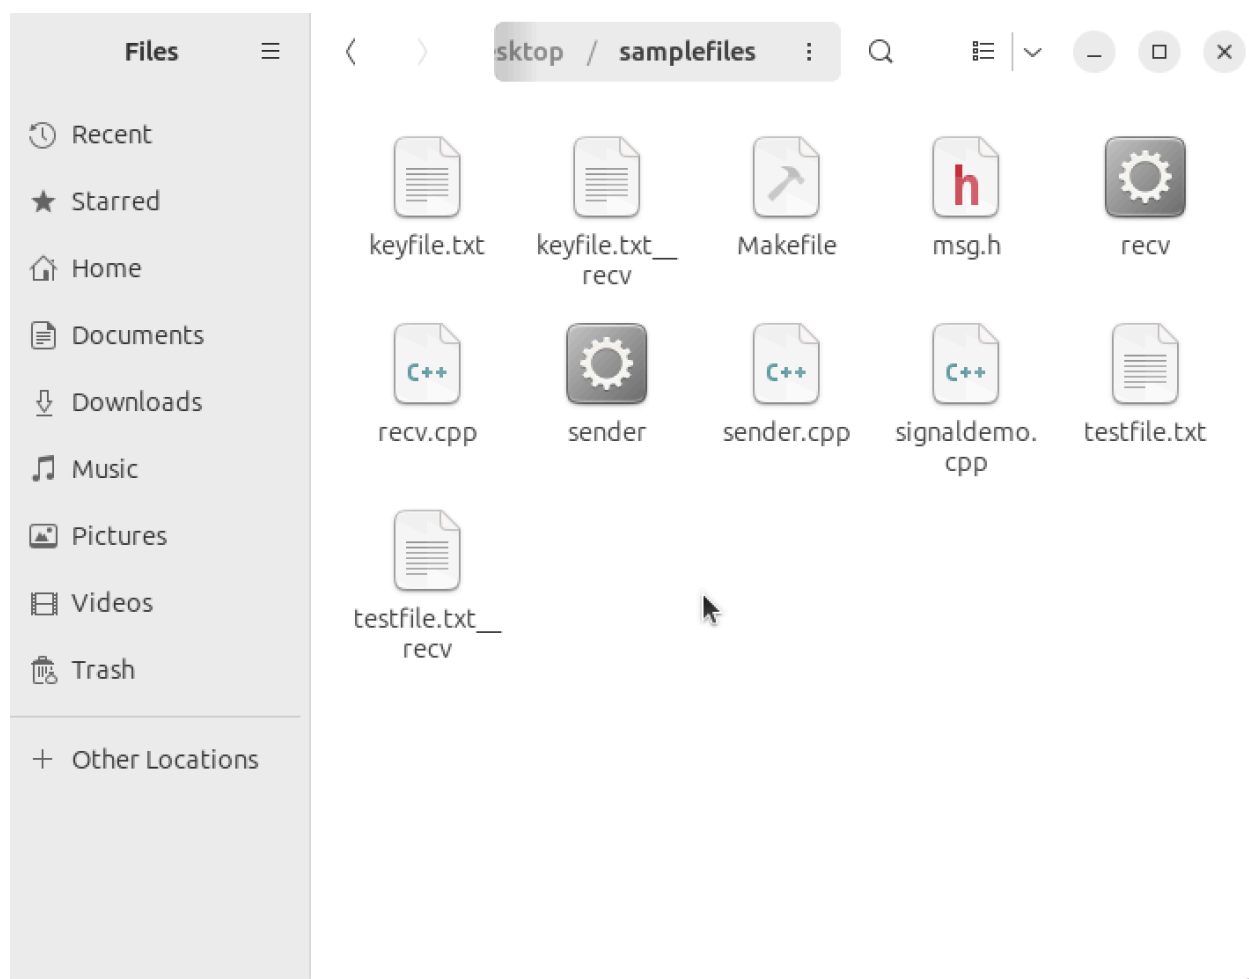 Files
sktop / samplefiles
Recent
Starred
Home
Documents
Downloads
Music
Pictures
Videos
Trash
Other Locations
keyfile.txt
keyfile.txt__
recv
Makefile
h
msg.h
recv
C++
recv.cpp
sender
C++
sender.cpp
C++
signaldemo.
cpp
testfile.txt
testfile.txt__
recv